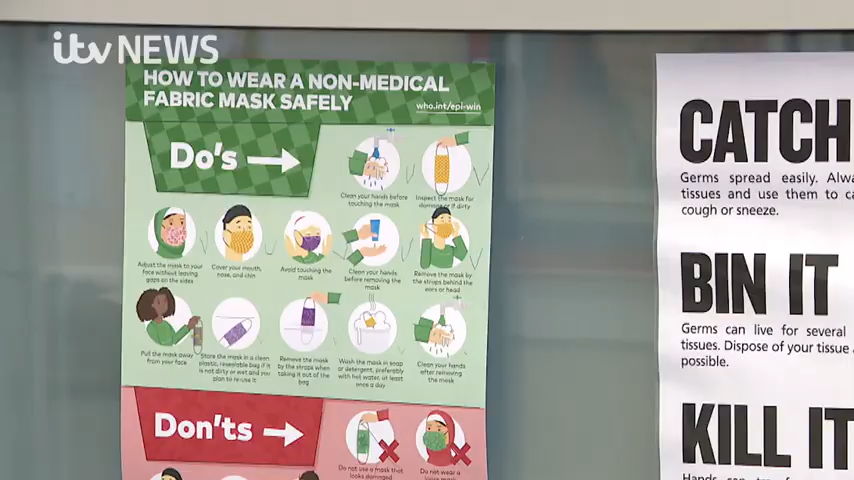 itv NEWS
HOW TO WEAR A NON-MEDICAL
FABRIC MASK SAFELY
who.int/epi-win
Do's
Clean your hands before
touching the mask
Inspect the mask for
damage or if dirty
Adjust the mask to your
face without leaving
gaps on the sides
Cover your mouth,
nose, and chin
Avoid touching the
mask
Clean your hands
before removing the
mask
Remove the mask by
the straps behind the
ears or head
Pull the mask away
from your face
Store the mask in a clean
plastic, resealable bag if it
is not dirty or wet and you
plan to re-use it
Remove the mask
by the straps when
taking it out of the
bag
Wash the mask in soap
or detergent, preferably
with hot water, at least
once a day
Clean your hands
after removing
the mask
Don'ts
Do not use a mask that
looks damaged
Do not wear a
CATCH
Germs spread easily. Alwa
tissues and use them to ca
cough or sneeze.
BIN IT
Germs can live for several
tissues. Dispose of your tissue
possible.
KILL IT